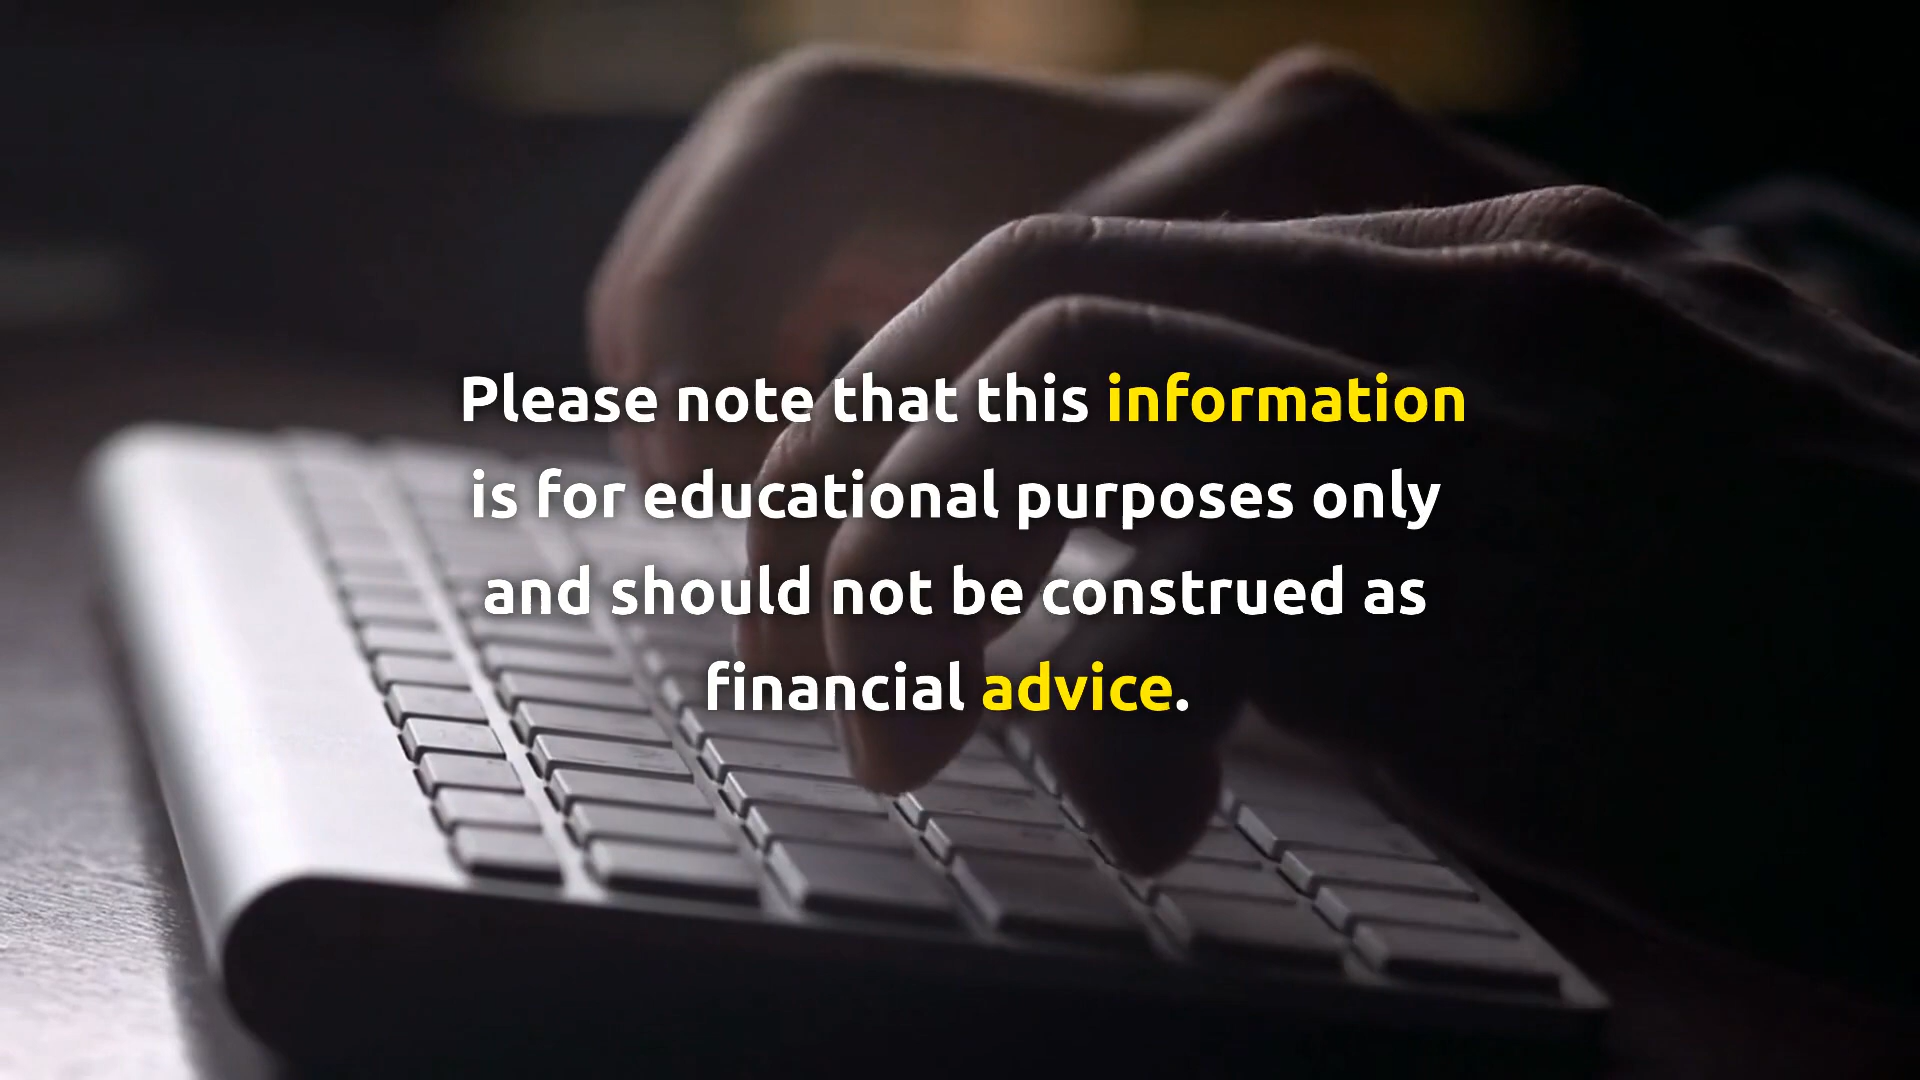 Please note that this information
is for educational purposes only
and should not be construed as
financial advice.